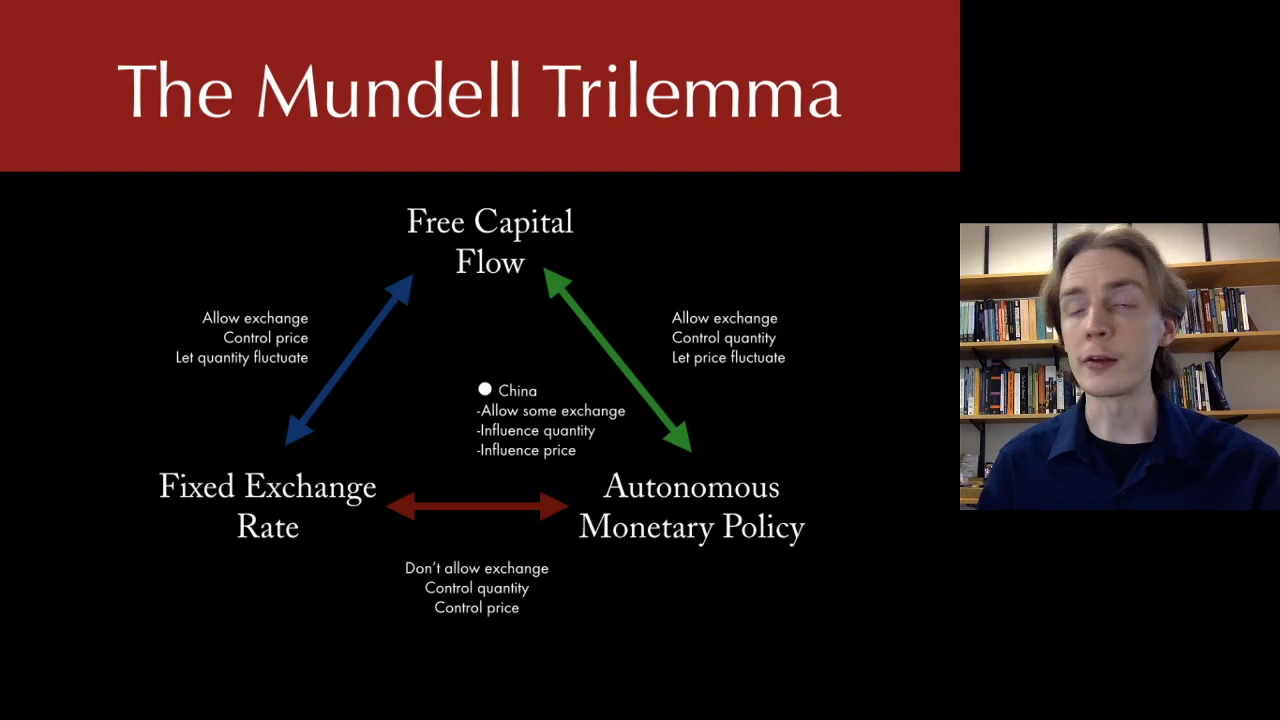 The Mundell Trilemma
Free Capital
Flow
Allow exchange
Control price
Let quantity fluctuate
Allow exchange
Control quantity
Let price fluctuate
China
-Allow some exchange
-Influence quantity
-Influence price
Fixed Exchange
Rate
Autonomous
Monetary Policy
Don't allow exchange
Control quantity
Control price